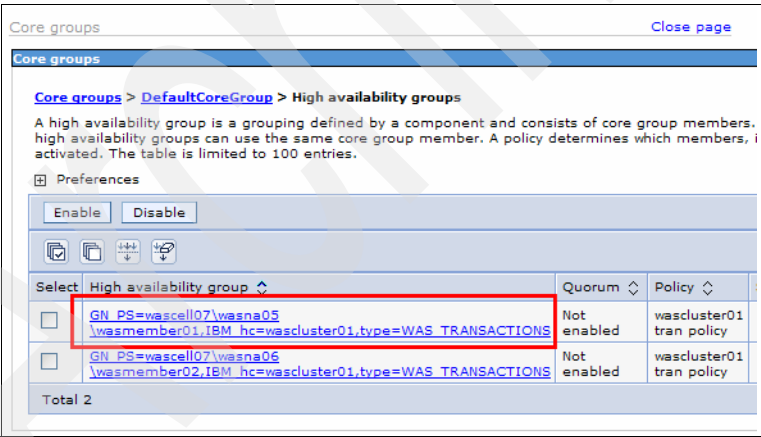 Core groups
Close page
Core groups
Core groups > DefaultCoreGroup > High availability groups
A high availability group is a grouping defined by a component and consists of core group members.
high availability groups can use the same core group member. A policy determines which members, i
activated. The table is limited to 100 entries.
Preferences
Enable Disable
Select High availability group Quorum Policy
GN_PS=wascell07\wasna05 Not wascluster01
\wasmember01,IBM_hc=wascluster01,type=WAS_TRANSACTIONS enabled tran policy
GN_PS=wascell07\wasna06 Not wascluster01
\wasmember02,IBM_hc=wascluster01,type=WAS_TRANSACTIONS enabled tran policy
Total 2